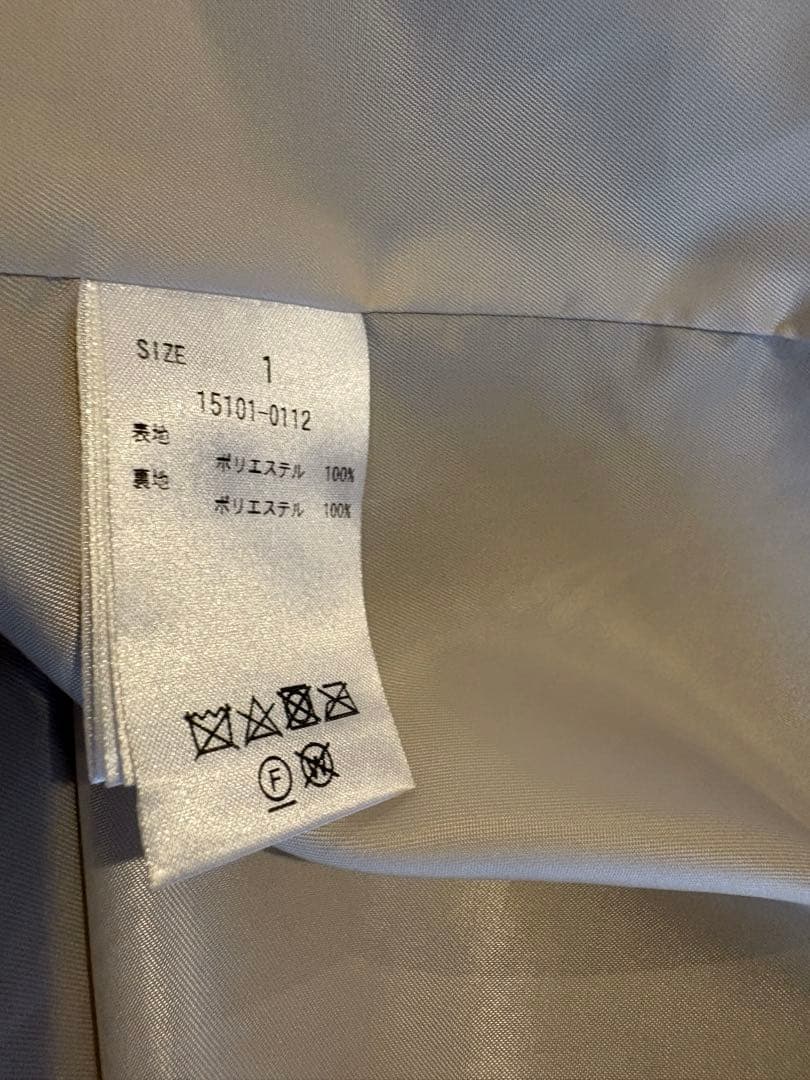 SIZE 1
15101-0112
表地
ポリエステル 100%
裏地
ポリエステル 100%
F
W